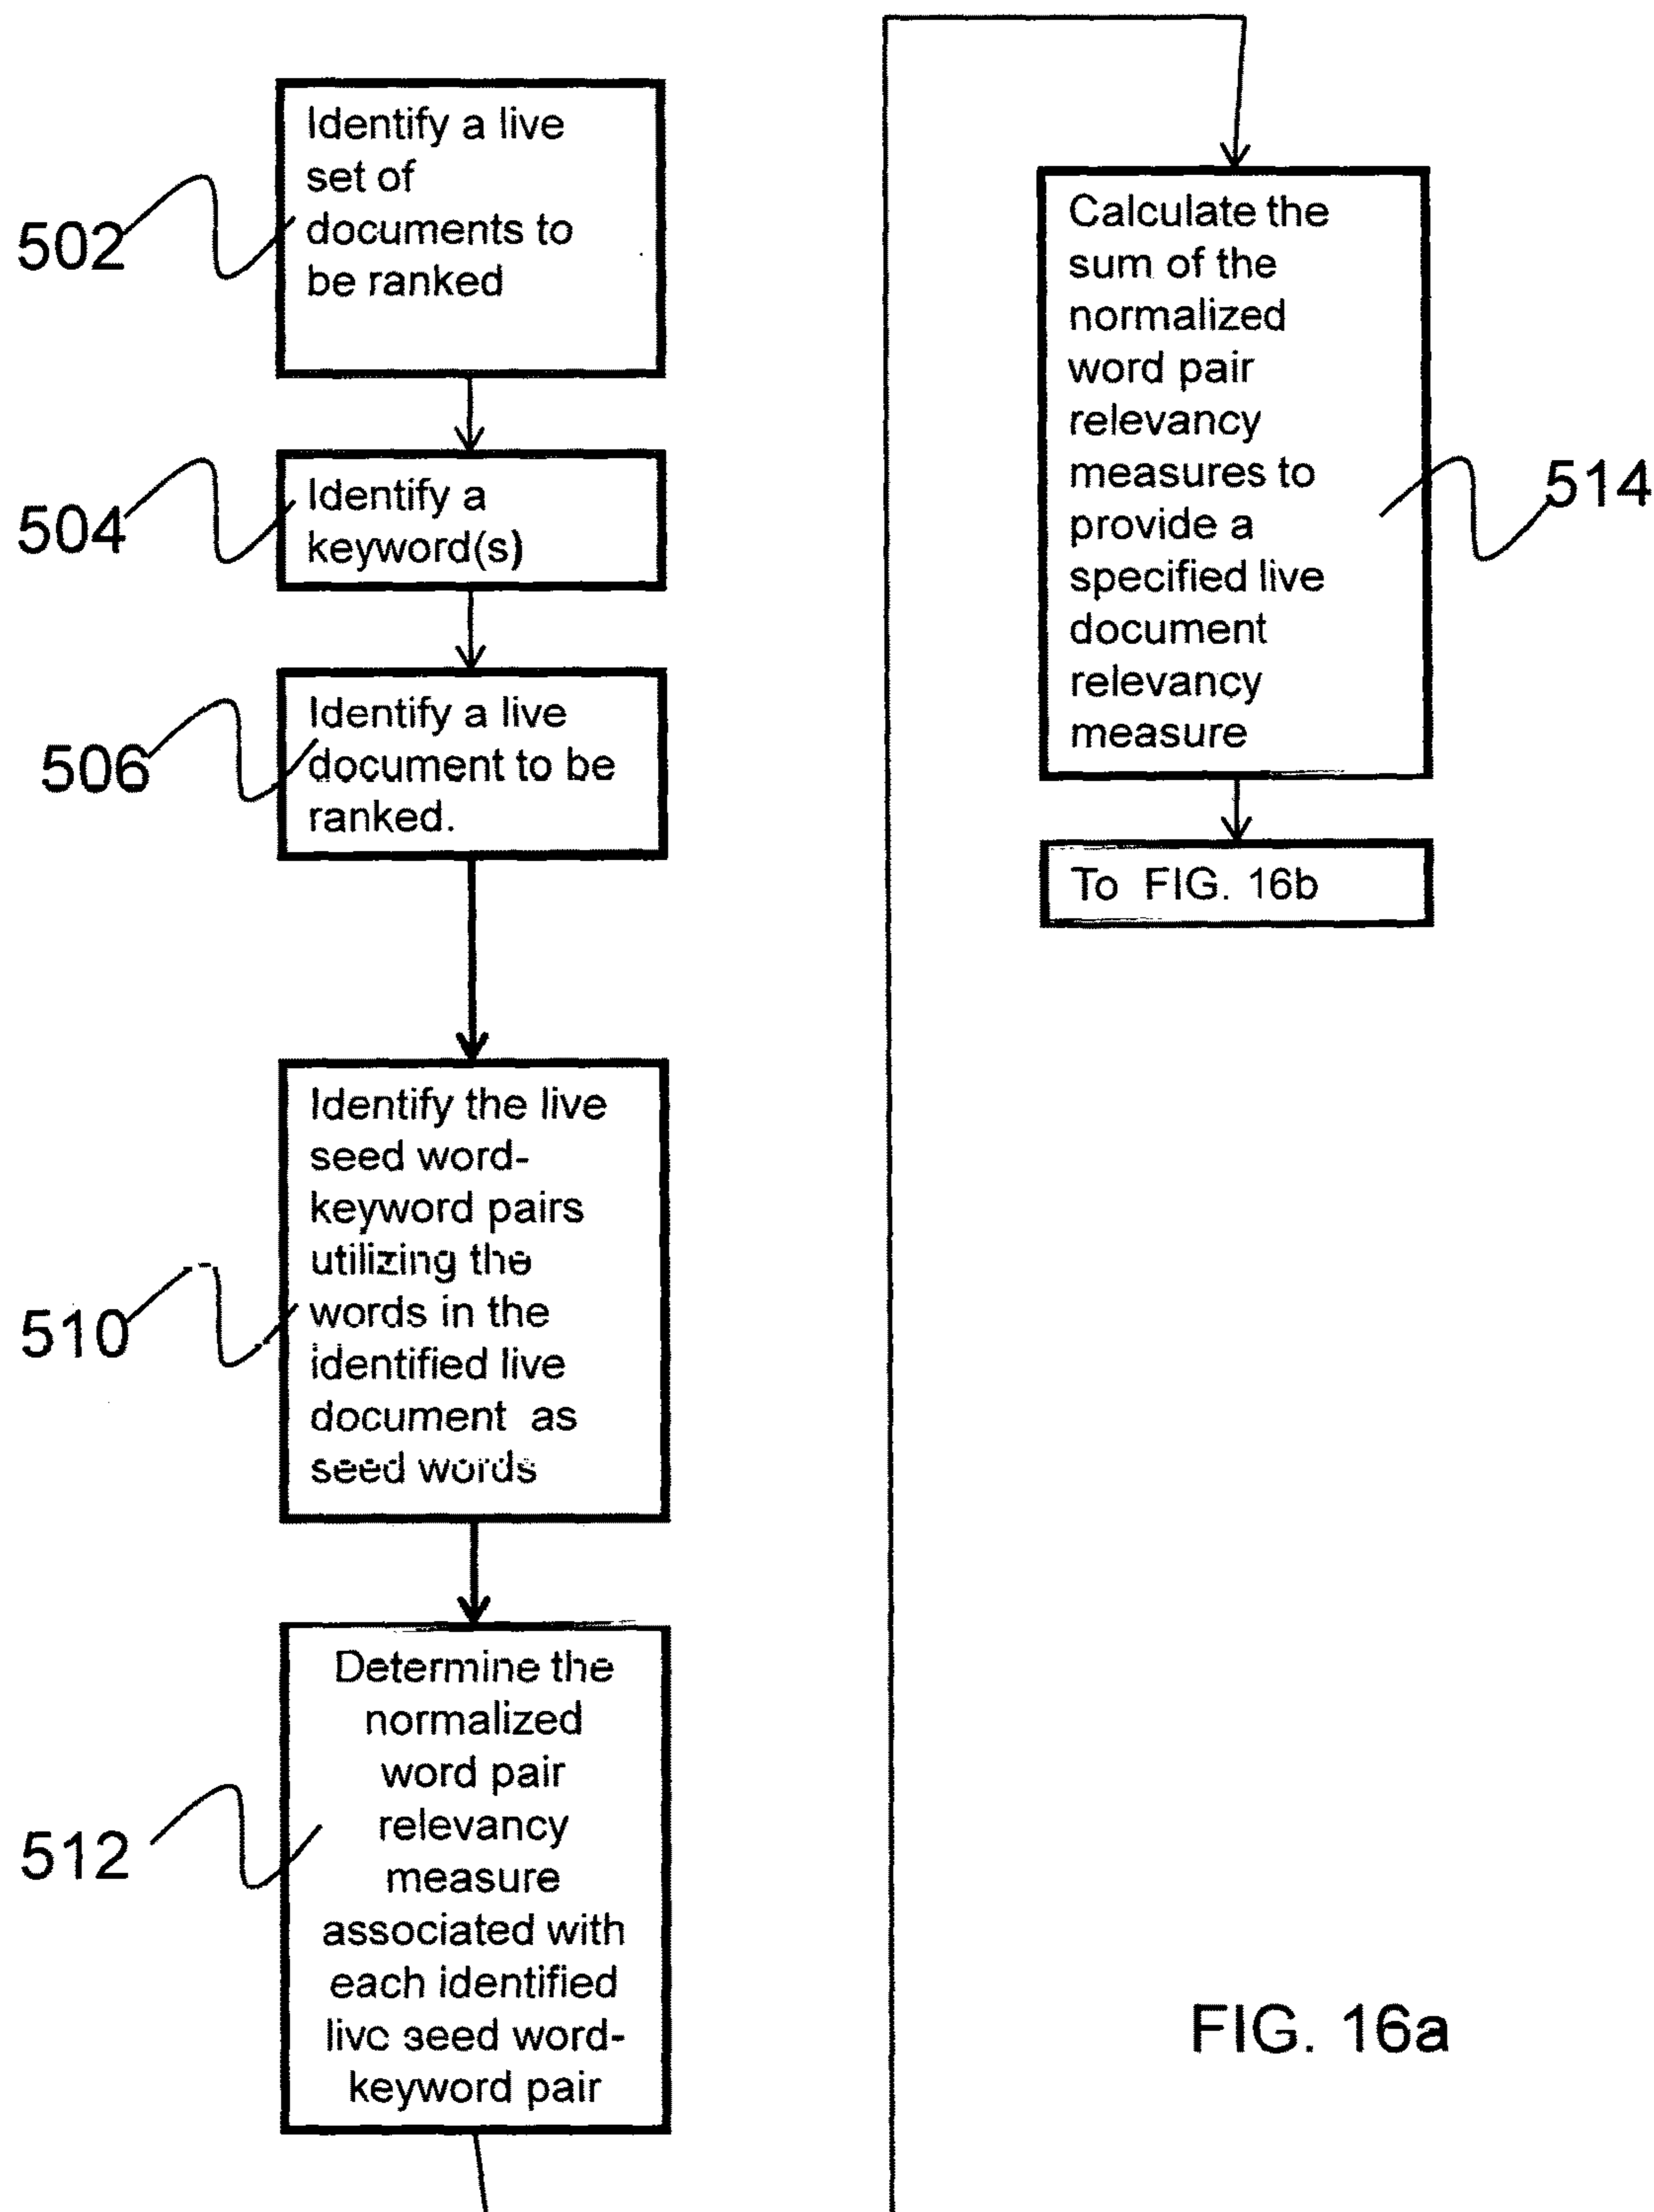 502
Identify a live
set of
documents to
be ranked
504
Identify a
keyword(s)
506
Identify a live
document to be
ranked.
510
Identify the live
seed word-
keyword pairs
utilizing the
words in the
identified live
document as
seed words
512
Determine the
normalized
word pair
relevancy
measure
associated with
each identified
live seed word-
keyword pair
Calculate the
sum of the
normalized
word pair
relevancy
measures to
provide a
specified live
document
relevancy
measure
514
To FIG. 16b
FIG. 16a